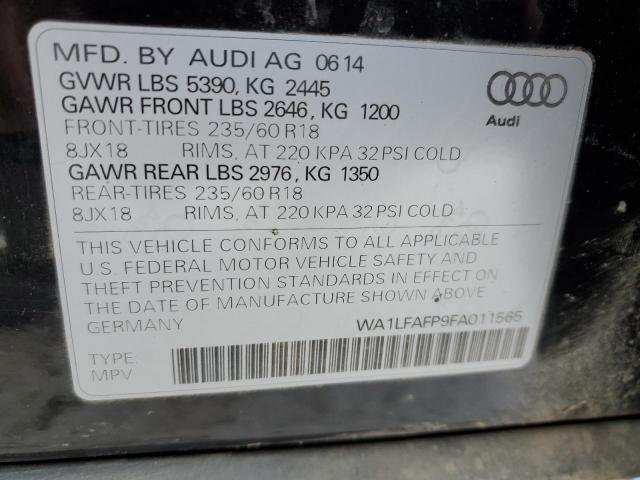 MFD. BY AUDI AG 0614
GVWR LBS 5390, KG 2445
GAWR FRONT LBS 2646, KG 1200
FRONT-TIRES 235/60 R18
8JX18 RIMS, AT 220 KPA 32 PSI COLD
GAWR REAR LBS 2976, KG 1350
REAR-TIRES 235/60 R18
8JX18 RIMS, AT 220 KPA 32 PSI COLD
Audi
THIS VEHICLE CONFORMS TO ALL APPLICABLE
U.S. FEDERAL MOTOR VEHICLE SAFETY AND
THEFT PREVENTION STANDARDS IN EFFECT ON
THE DATE OF MANUFACTURE SHOWN ABOVE.
GERMANY WA1LFAFP9FA011565
TYPE:
MPV